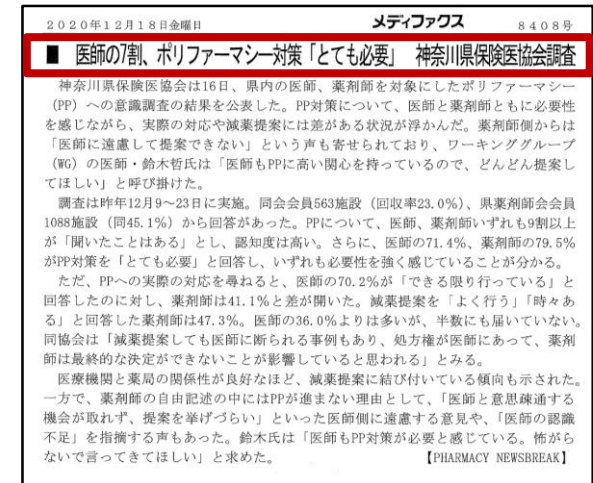 2020年12月18日金曜日 メディファクス 8408号
■ 医師の7割、ポリファーマシー対策「とても必要」 神奈川県保険医協会調査
神奈川県保険医協会は16日、県内の医師、薬剤師を対象にしたポリファーマシー
(PP)への意識調査の結果を公表した。PP対策について、医師と薬剤師ともに必要性
を感じながら、実際の対応や減薬提案には差がある状況が浮かんだ。薬剤師側からは
「医師に遠慮して提案できない」という声も寄せられており、ワーキンググループ
(WG)の医師・鈴木哲氏は「医師もPPに高い関心を持っているので、どんどん提案し
てほしい」と呼び掛けた。
調査は昨年12月9〜23日に実施。同会会員563施設(回収率23.0%)、県薬剤師会会員
1088施設(同45.1%)から回答があった。PPについて、医師、薬剤師いずれも9割以上
が「聞いたことはある」とし、認知度は高い。さらに、医師の71.4%、薬剤師の79.5%
がPP対策を「とても必要」と回答し、いずれも必要性を強く感じていることが分かる。
ただ、PPへの実際の対応を尋ねると、医師の70.2%が「できる限り行っている」と
回答したのに対し、薬剤師は41.1%と差が開いた。減薬提案を「よく行う」「時々あ
る」と回答した薬剤師は47.3%。医師の36.0%よりは多いが、半数にも届いていない。
同協会は「減薬提案しても医師に断られる事例もあり、処方権が医師にあって、薬剤
師は最終的な決定ができないことが影響していると思われる」とみる。
医療機関と薬局の関係性が良好なほど、減薬提案に結び付いている傾向も示された。
一方で、薬剤師の自由記述の中にはPPが進まない理由として、「医師と意思疎通する
機会が取れず、提案を挙げづらい」といった医師側に遠慮する意見や、「医師の認識
不足」を指摘する声もあった。鈴木氏は「医師もPP対策が必要と感じている。怖がら
ないで言ってきてほしい」と求めた。 【PHARMACY NEWSBREAK】